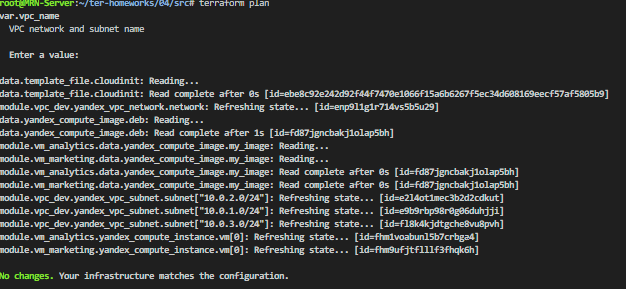 root@MRN-Server:~/ter-homeworks/04/src# terraform plan
var.vpc_name
  VPC network and subnet name

  Enter a value:

data.template_file.cloudinit: Reading...
data.template_file.cloudinit: Read complete after 0s [id=ebe8c92e242d92f44f7470e1066f15a6b6267f5ec34d608169eecf57af5805b9]
module.vpc_dev.yandex_vpc_network.network: Refreshing state... [id=enp9l1g1r714vs5b5u29]
data.yandex_compute_image.deb: Reading...
data.yandex_compute_image.deb: Read complete after 1s [id=fd87jgncbakj1olap5bh]
module.vm_analytics.data.yandex_compute_image.my_image: Reading...
module.vm_marketing.data.yandex_compute_image.my_image: Reading...
module.vm_analytics.data.yandex_compute_image.my_image: Read complete after 0s [id=fd87jgncbakj1olap5bh]
module.vm_marketing.data.yandex_compute_image.my_image: Read complete after 0s [id=fd87jgncbakj1olap5bh]
module.vpc_dev.yandex_vpc_subnet.subnet["10.0.2.0/24"]: Refreshing state... [id=e2l4ot1mec3b2d2cdkut]
module.vpc_dev.yandex_vpc_subnet.subnet["10.0.1.0/24"]: Refreshing state... [id=e9b9rbp98r0g06duhjji]
module.vpc_dev.yandex_vpc_subnet.subnet["10.0.3.0/24"]: Refreshing state... [id=fl8k4kjdtgche8vu8pvh]
module.vm_analytics.yandex_compute_instance.vm[0]: Refreshing state... [id=fhm1voabunl5b7crbga4]
module.vm_marketing.yandex_compute_instance.vm[0]: Refreshing state... [id=fhm9ufjtflllf3fhqk6h]

No changes. Your infrastructure matches the configuration.